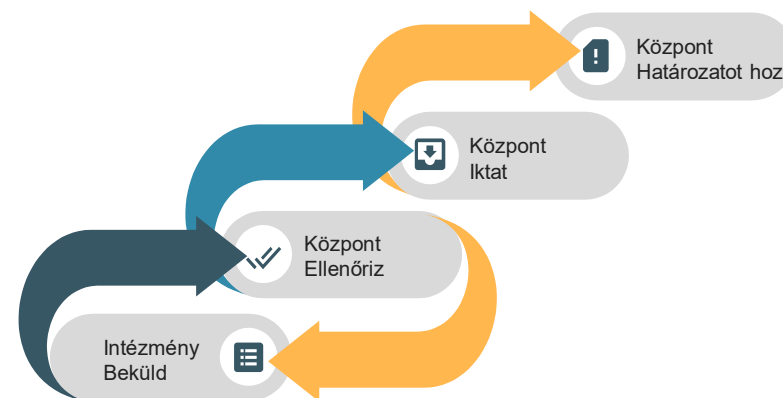 Központ
Határozatot hoz
Központ
Iktat
Központ
Ellenőriz
Intézmény
Beküld